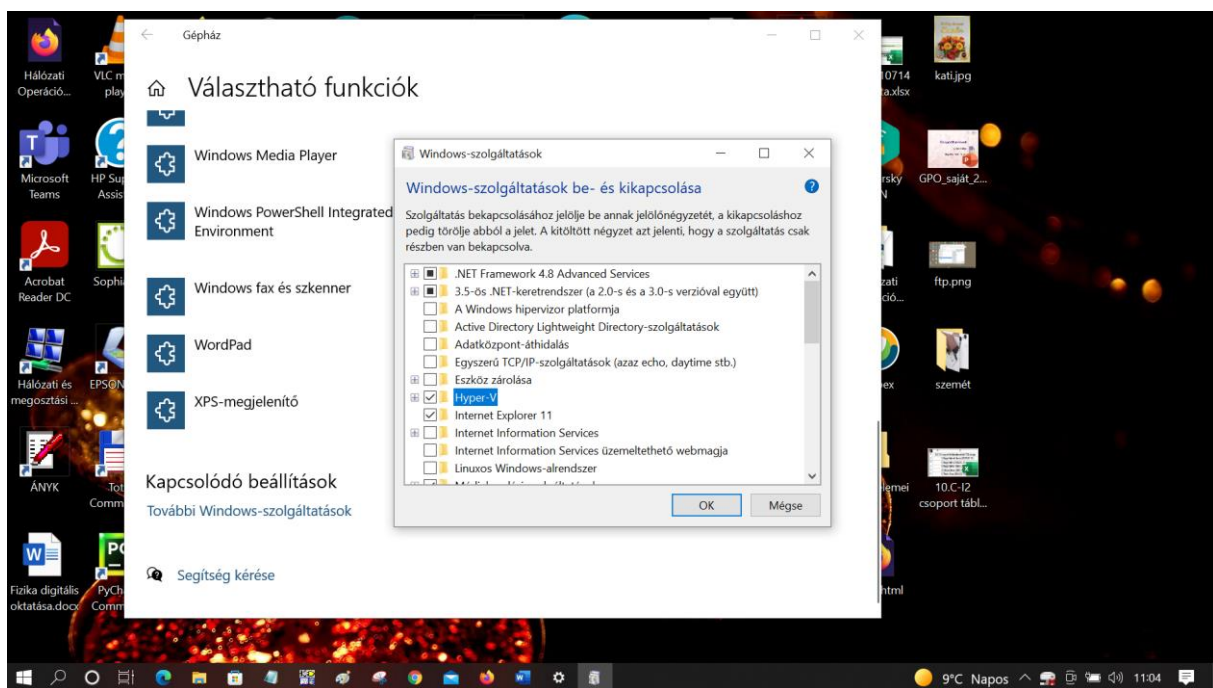 Hálózati
Operáció...
VLC m
play
Microsoft
Teams
HP Sup
Assis
Acrobat
Reader DC
Sophi
Hálózati és
megosztási ...
EPSON
ÁNYK
Tot
Comm
Fizika digitális
oktatása.docx
PyCh
Comm
Gépház
Választható funkciók
Windows Media Player
Windows PowerShell Integrated
Environment
Windows fax és szkenner
WordPad
XPS-megjelenítő
Kapcsolódó beállítások
További Windows-szolgáltatások
Segítség kérése
Windows-szolgáltatások
Windows-szolgáltatások be- és kikapcsolása
Szolgáltatás bekapcsolásához jelölje be annak jelölőnégyzetét, a kikapcsoláshoz
pedig törölje abból a jelet. A kitöltött négyzet azt jelenti, hogy a szolgáltatás csak
részben van bekapcsolva.
.NET Framework 4.8 Advanced Services
3.5-ös .NET-keretrendszer (a 2.0-s és a 3.0-s verzióval együtt)
A Windows hipervizor platformja
Active Directory Lightweight Directory-szolgáltatások
Adatközpont-áthidalás
Egyszerű TCP/IP-szolgáltatások (azaz echo, daytime stb.)
Eszköz zárolása
Hyper-V
Internet Explorer 11
Internet Information Services
Internet Information Services üzemeltethető webmagja
Linuxos Windows-alrendszer
OK
Mégse
10714
ta.xlsx
kati.jpg
rsky
N
GPO_saját_2...
zati
ció...
ftp.png
ex
szemét
lemei
10.C-I2
csoport tábl...
html
9°C Napos
11:04